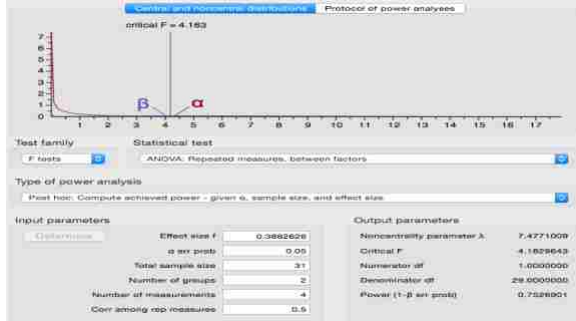 Central and noncentral distributions Protocol of power analyses
critical F = 4.183
7
6
5
4
3
2
1
0
β α
1 2 3 4 5 6 7 8 9 10 11 12 13 14 15 16 17
Test family Statistical test
F tests ANOVA: Repeated measures, between factors
Type of power analysis
Post hoc: Compute achieved power - given α, sample size, and effect size
Input parameters Output parameters
Determine Effect size f 0.3882628 Noncentrality parameter λ 7.4771009
α err prob 0.05 Critical F 4.1829643
Total sample size 31 Numerator df 1.0000000
Number of groups 2 Denominator df 29.0000000
Number of measurements 4 Power (1-β err prob) 0.7526901
Corr among rep measures 0.5